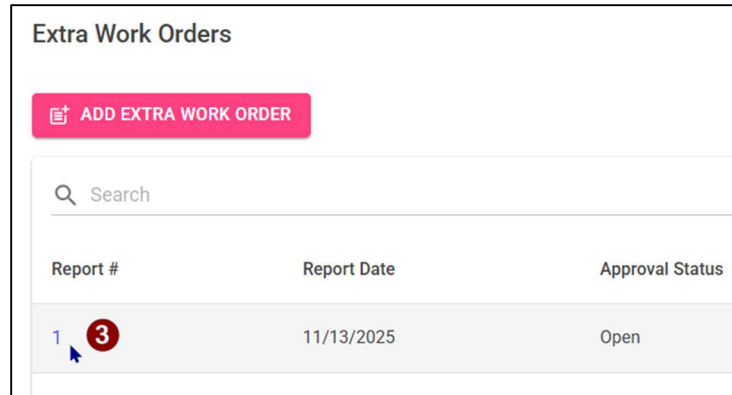 Extra Work Orders
ADD EXTRA WORK ORDER
Search
Report # Report Date Approval Status
1 3 11/13/2025 Open